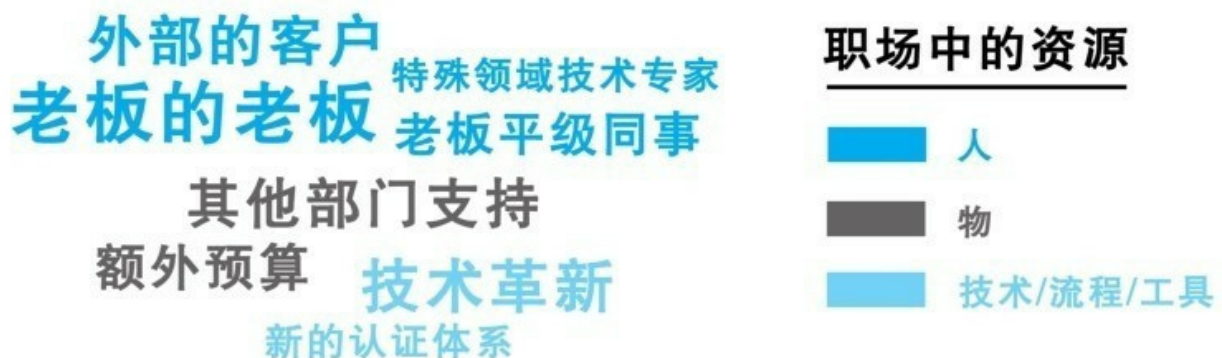 外部的客户
特殊领域技术专家
老板的老板
老板平级同事
其他部门支持
额外预算
技术革新
新的认证体系
职场中的资源
人
物
技术/流程/工具